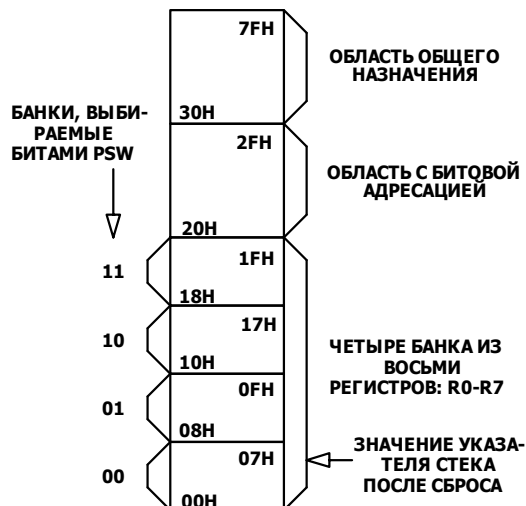 7FH
ОБЛАСТЬ ОБЩЕГО
НАЗНАЧЕНИЯ
30H
БАНКИ, ВЫБИ-
РАЕМЫЕ
БИТАМИ PSW
2FH
ОБЛАСТЬ С БИТОВОЙ
АДРЕСАЦИЕЙ
20H
11
1FH
18H
10
17H
10H
ЧЕТЫРЕ БАНКА ИЗ
ВОСЬМИ
РЕГИСТРОВ: R0-R7
01
0FH
08H
00
07H
00H
ЗНАЧЕНИЕ УКАЗА-
ТЕЛЯ СТЕКА
ПОСЛЕ СБРОСА